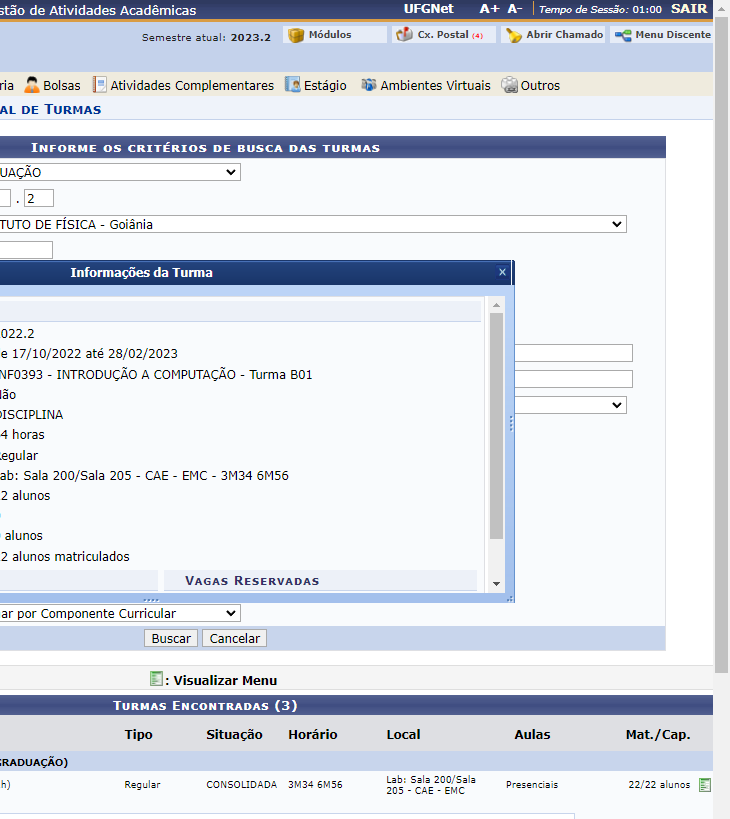 stão de Atividades Acadêmicas
UFGNet A+ A- Tempo de Sessão: 01:00 SAIR
Semestre atual: 2023.2 Módulos Cx. Postal (4) Abrir Chamado Menu Discente
ria Bolsas Atividades Complementares Estágio Ambientes Virtuais Outros
AL DE TURMAS
INFORME OS CRITÉRIOS DE BUSCA DAS TURMAS
UAÇÃO
. 2
TUTO DE FÍSICA - Goiânia
Informações da Turma x
022.2
e 17/10/2022 até 28/02/2023
NF0393 - INTRODUÇÃO A COMPUTAÇÃO - Turma B01
Não
DISCIPLINA
4 horas
Regular
ab: Sala 200/Sala 205 - CAE - EMC - 3M34 6M56
2 alunos
alunos
2 alunos matriculados
VAGAS RESERVADAS
ar por Componente Curricular
Buscar Cancelar
: Visualizar Menu
TURMAS ENCONTRADAS (3)
Tipo Situação Horário Local Aulas Mat./Cap.
GRADUAÇÃO)
h) Regular CONSOLIDADA 3M34 6M56 Lab: Sala 200/Sala
205 - CAE - EMC Presenciais 22/22 alunos